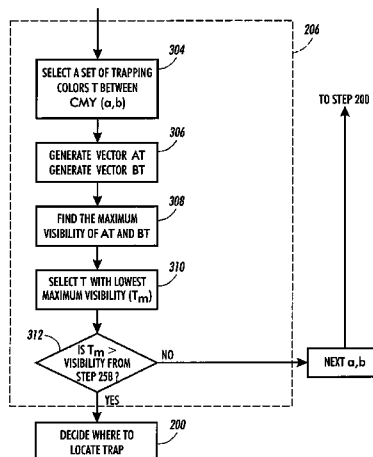 206
304
SELECT A SET OF TRAPPING
COLORS T BETWEEN
CMY (a,b)
TO STEP 200
306
GENERATE VECTOR AT
GENERATE VECTOR BT
308
FIND THE MAXIMUM
VISIBILITY OF AT AND BT
310
SELECT T WITH LOWEST
MAXIMUM VISIBILITY (Tm)
312
IS Tm >
VISIBILITY FROM
STEP 258 ?
NO
NEXT a,b
YES
200
DECIDE WHERE TO
LOCATE TRAP